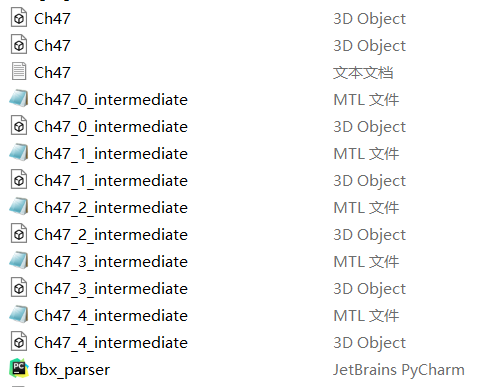 Ch47 3D Object
Ch47 3D Object
Ch47 文本文档
Ch47_0_intermediate MTL 文件
Ch47_0_intermediate 3D Object
Ch47_1_intermediate MTL 文件
Ch47_1_intermediate 3D Object
Ch47_2_intermediate MTL 文件
Ch47_2_intermediate 3D Object
Ch47_3_intermediate MTL 文件
Ch47_3_intermediate 3D Object
Ch47_4_intermediate MTL 文件
Ch47_4_intermediate 3D Object
fbx_parser JetBrains PyCharm